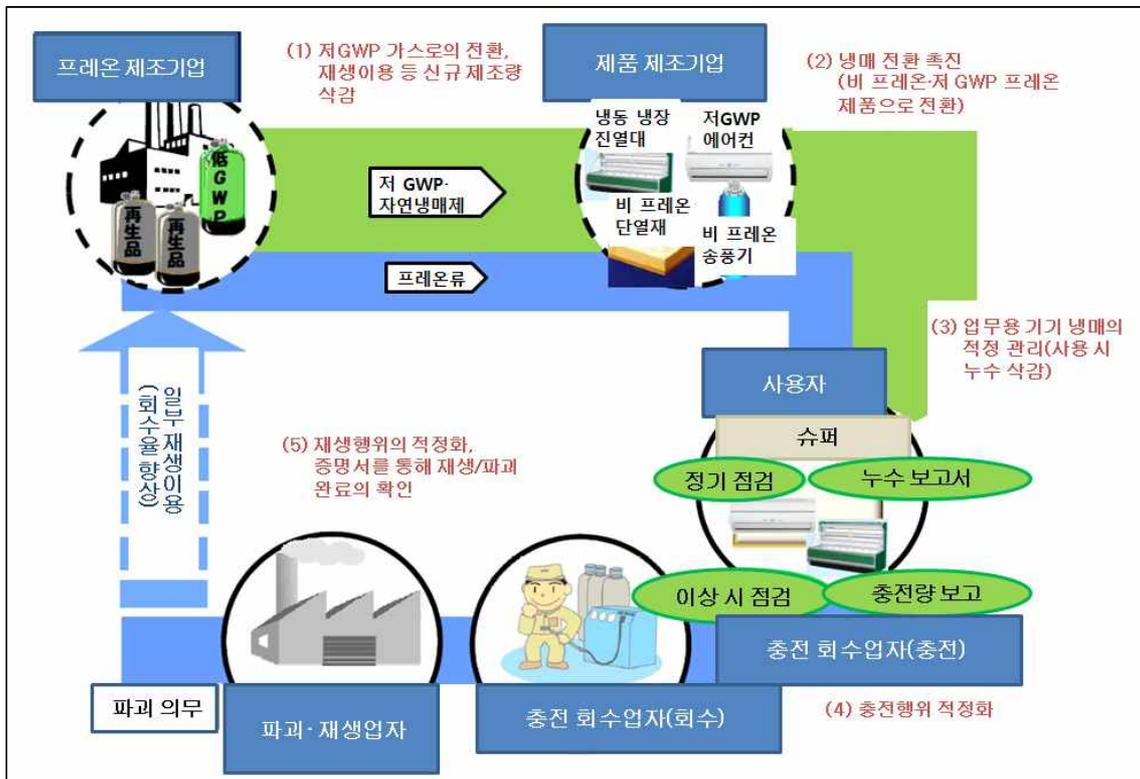 프레온 제조기업
(1) 저GWP 가스로의 전환,
재생이용 등 신규 제조량
삭감
제품 제조기업
(2) 냉매 전환 촉진
(비 프레온·저 GWP 프레온
제품으로 전환)
低GWP
再生品
再生品
저 GWP·
자연냉매제
냉동 냉장
진열대
저GWP
에어컨
비 프레온
단열재
비 프레온
송풍기
프레온류
(3) 업무용 기기 냉매의
적정 관리(사용 시
누수 삭감)
사용자
슈퍼
정기 점검
누수 보고서
이상 시 점검
충전량 보고
일부 재생이용
(회수율 향상)
(5) 재생행위의 적정화,
증명서를 통해 재생/파괴
완료의 확인
충전 회수업자(충전)
파괴 의무
파괴·재생업자
충전 회수업자(회수)
(4) 충전행위 적정화